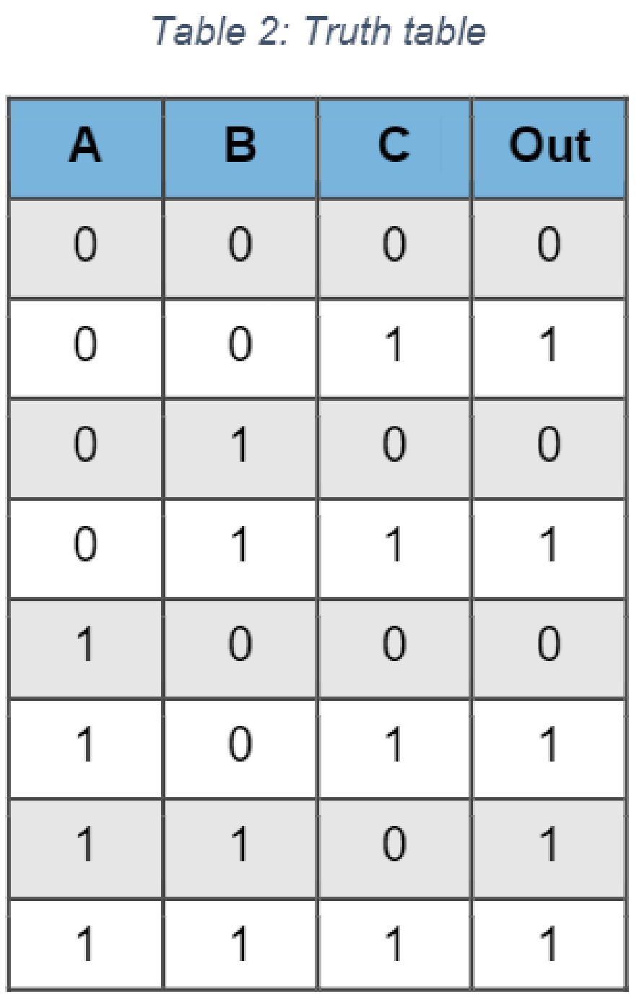 Table 2: Truth table
A B C Out
0 0 0 0
0 0 1 1
0 1 0 0
0 1 1 1
1 0 0 0
1 0 1 1
1 1 0 1
1 1 1 1